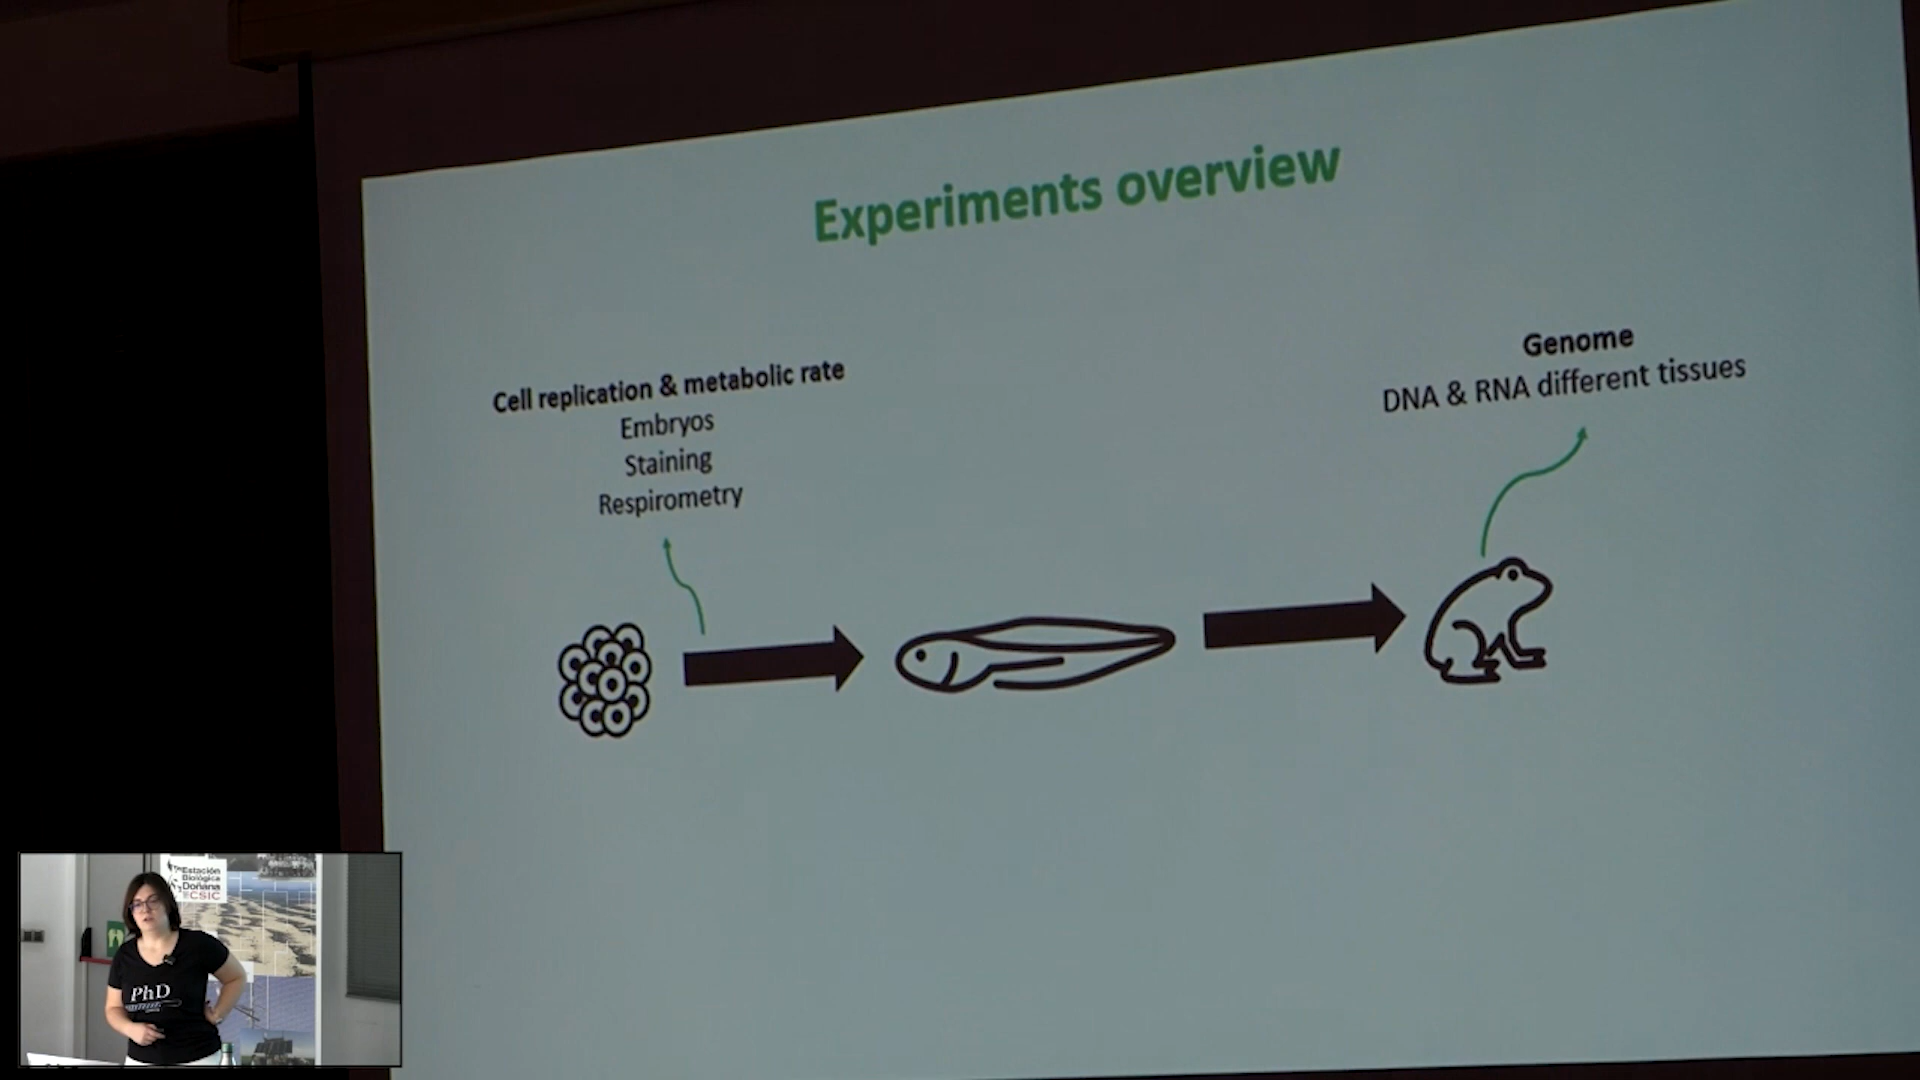 Experiments overview
Cell replication & metabolic rate
Embryos
Staining
Respirometry
Genome
DNA & RNA different tissues
Estación
Biológica
Doñana
CSIC
PhD